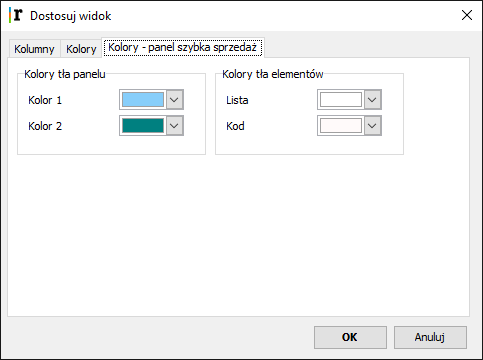 r Dostosuj widok
Kolumny Kolory Kolory - panel szybka sprzedaż
Kolory tła panelu Kolory tła elementów
Kolor 1 Lista
Kolor 2 Kod
OK Anuluj